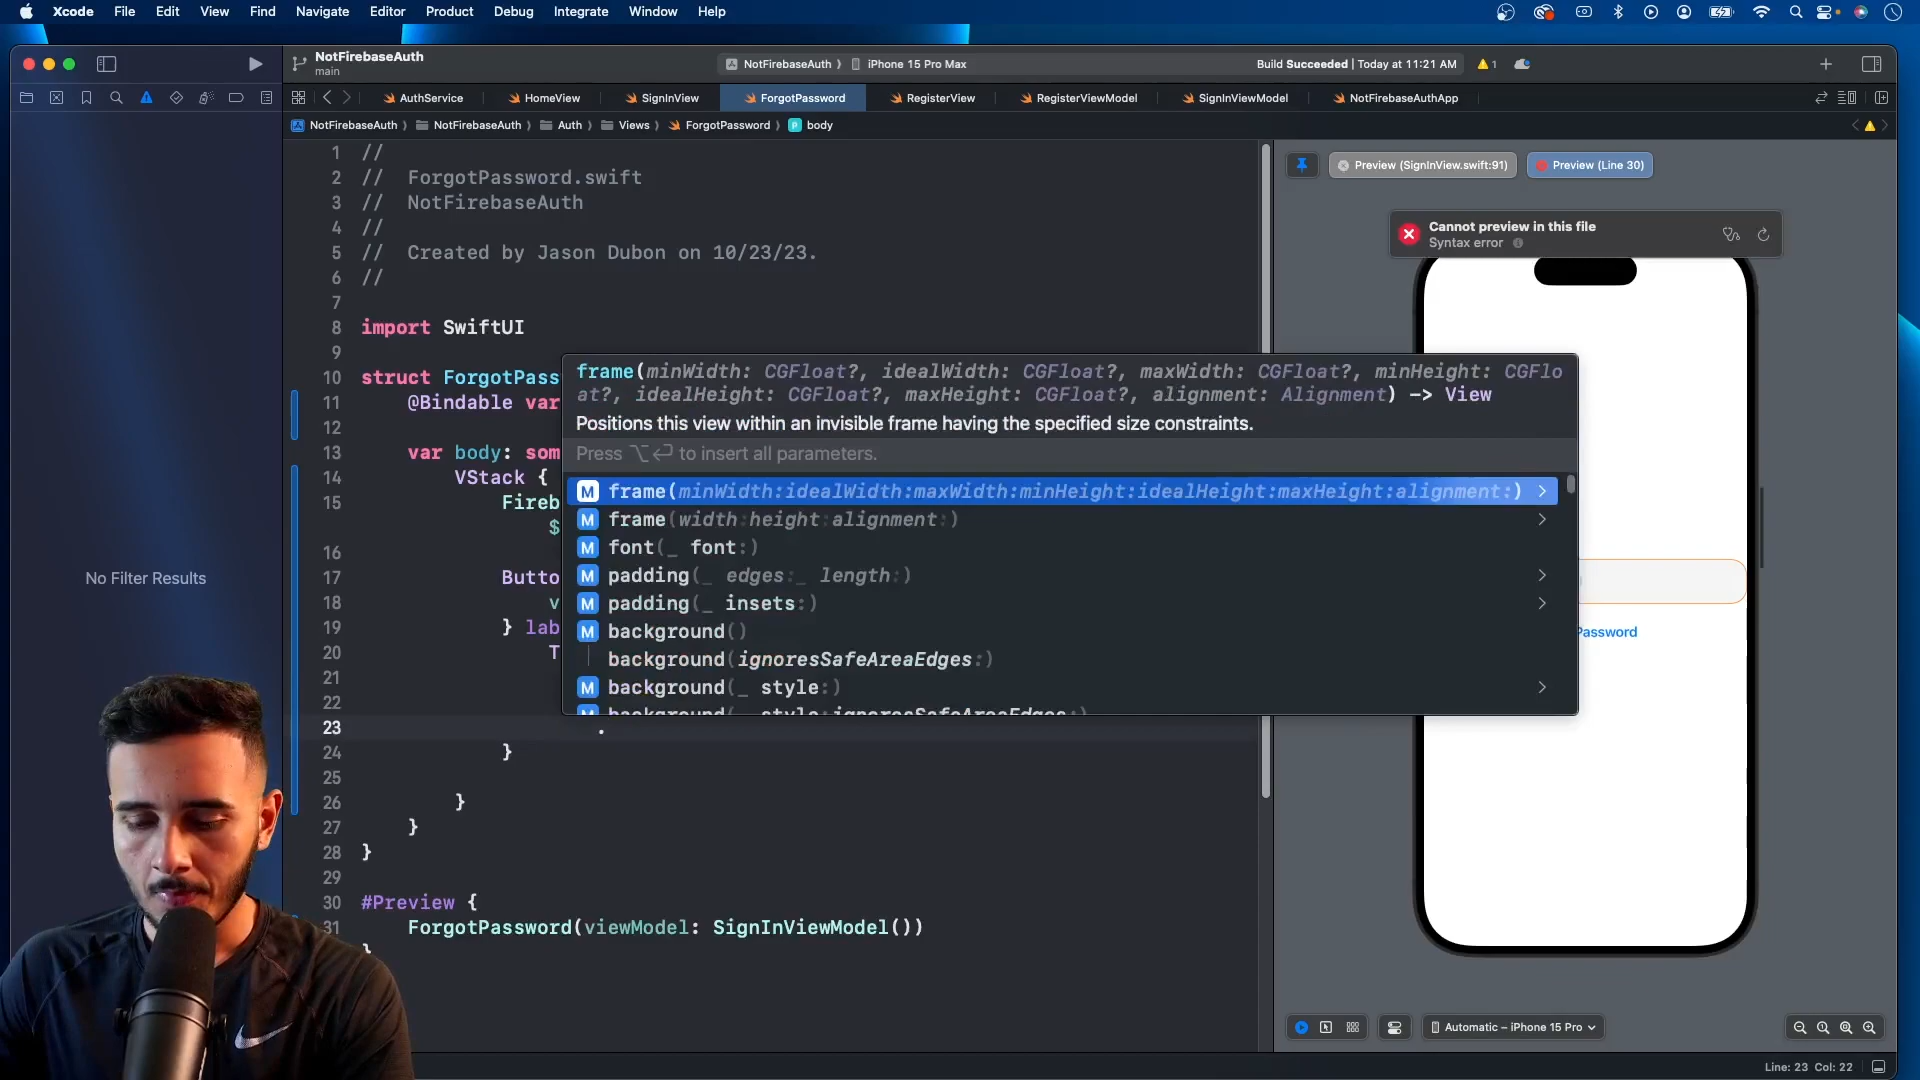 Xcode File Edit View Find Navigate Editor Product Debug Integrate Window Help
NotFirebaseAuth
main
NotFirebaseAuth ⟩ iPhone 15 Pro Max
Build Succeeded | Today at 11:21 AM
1
AuthService HomeView SignInView ForgotPassword RegisterView RegisterViewModel SignInViewModel NotFirebaseAuthApp
NotFirebaseAuth ⟩ NotFirebaseAuth ⟩ Auth ⟩ Views ⟩ ForgotPassword ⟩ body
1 //
2 // ForgotPassword.swift
3 // NotFirebaseAuth
4 //
5 // Created by Jason Dubon on 10/23/23.
6 //
7
8 import SwiftUI
9
10 struct ForgotPass
11 @Bindable var
12
13 var body: som
14 VStack {
15 Fireb
$
16
17 Butto
18 v
19 } lab
20 T
21
22
23 .
24 }
25
26 }
27 }
28 }
29
30 #Preview {
31 ForgotPassword(viewModel: SignInViewModel())
}
frame(minWidth: CGFloat?, idealWidth: CGFloat?, maxWidth: CGFloat?, minHeight: CGFlo
at?, idealHeight: CGFloat?, maxHeight: CGFloat?, alignment: Alignment) -> View
Positions this view within an invisible frame having the specified size constraints.
Press ⌥↩ to insert all parameters.
M frame(minWidth:idealWidth:maxWidth:minHeight:idealHeight:maxHeight:alignment:)
M frame(width:height:alignment:)
M font(_ font:)
M padding(_ edges:_ length:)
M padding(_ insets:)
M background()
background(ignoresSafeAreaEdges:)
M background(_ style:)
M background(_ style:ignoresSafeAreaEdges:)
No Filter Results
Preview (SignInView.swift:91) Preview (Line 30)
Cannot preview in this file
Syntax error
Password
Automatic – iPhone 15 Pro
Line: 23 Col: 22